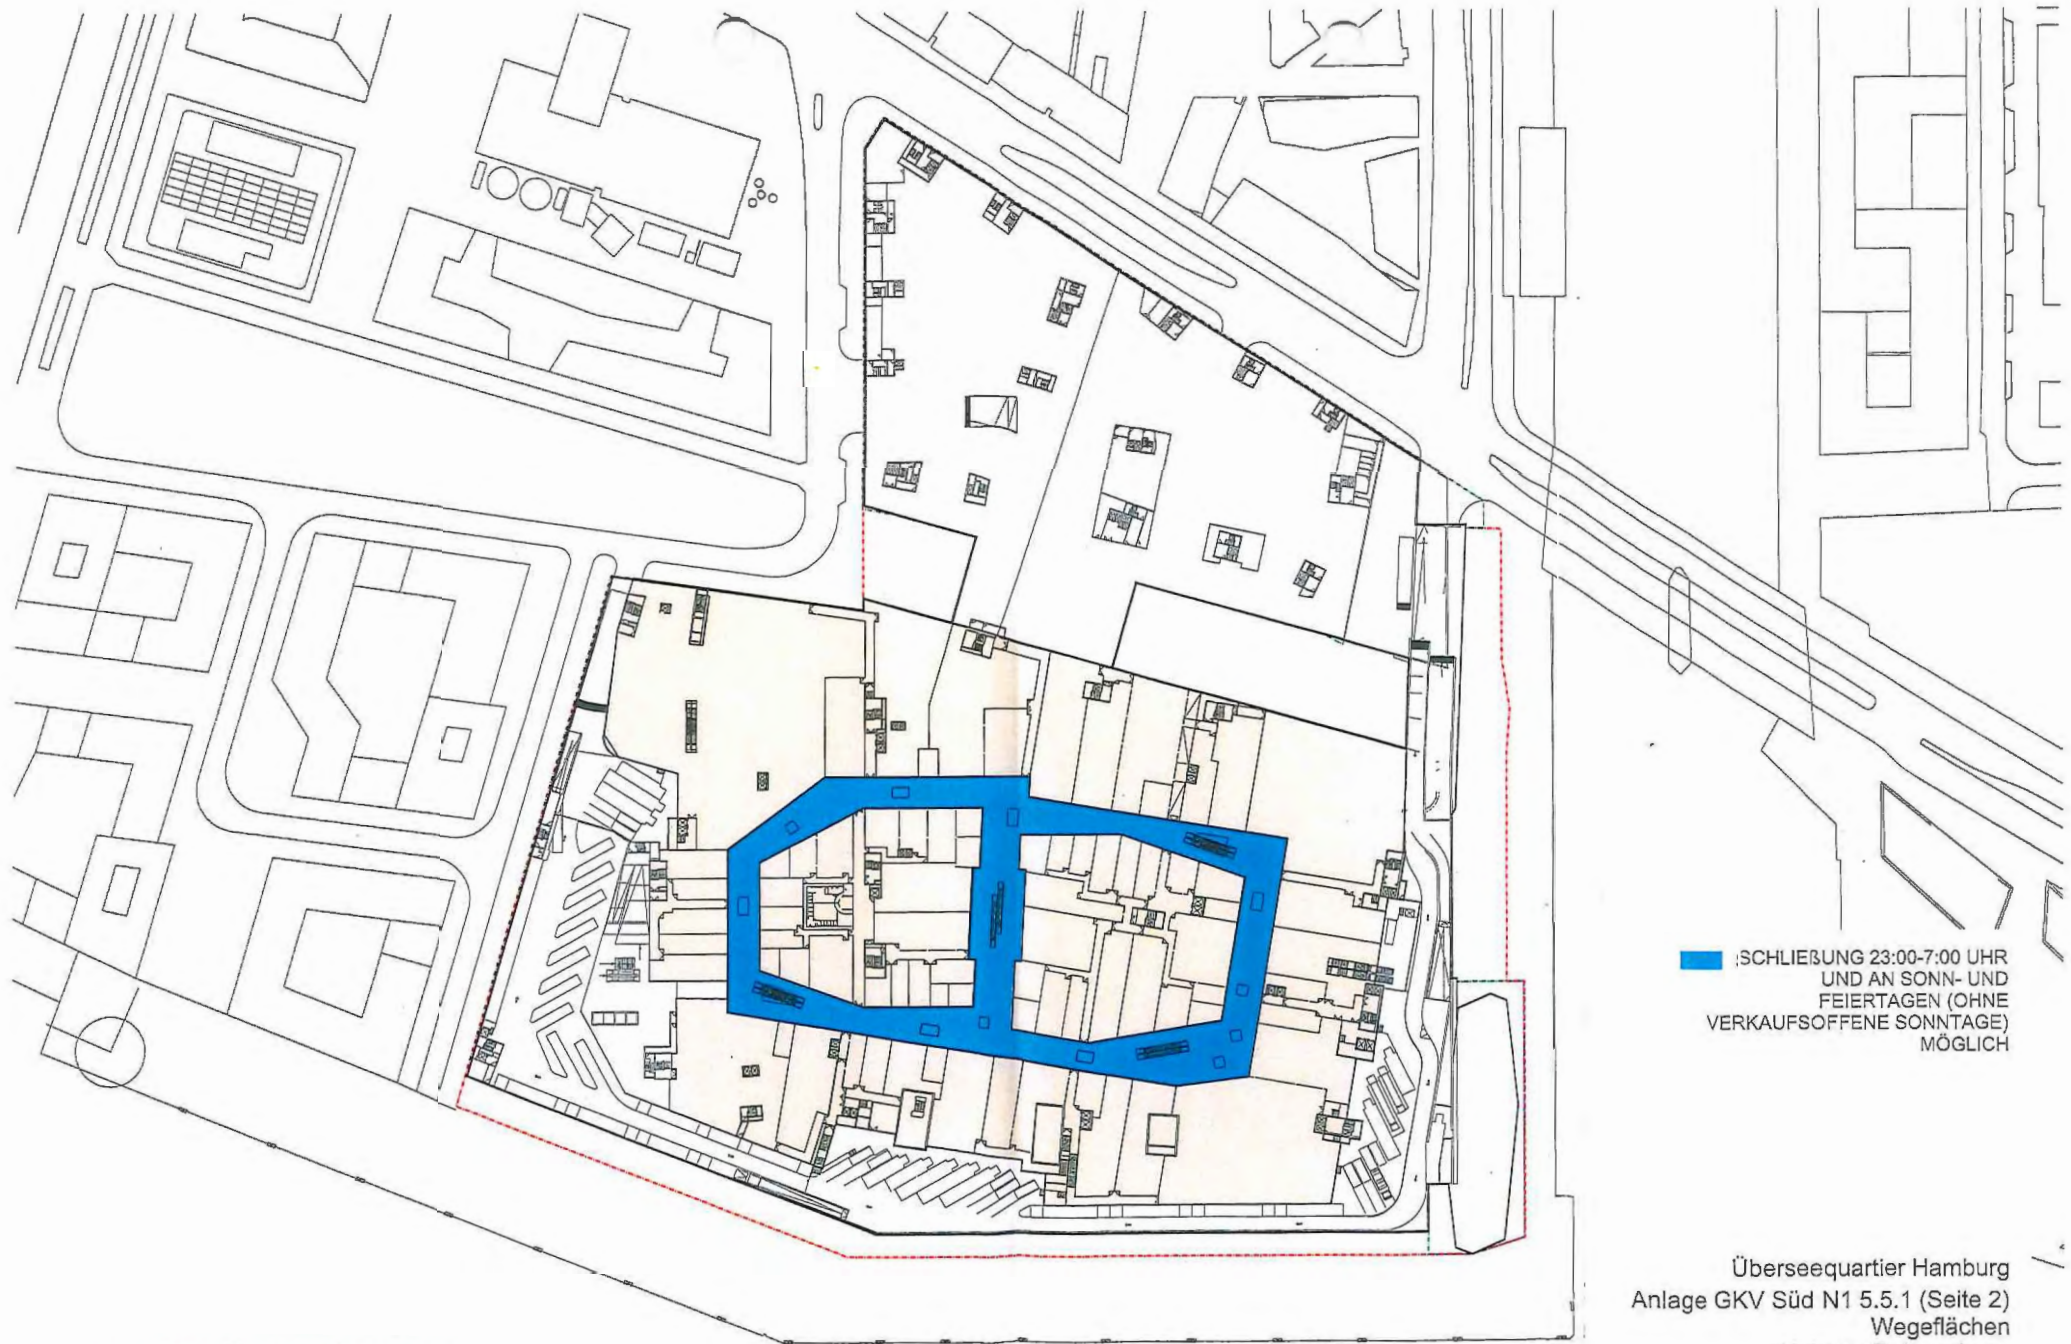 SCHLIEẞUNG 23:00-7:00 UHR
UND AN SONN- UND
FEIERTAGEN (OHNE
VERKAUFSOFFENE SONNTAGE)
MÖGLICH
Überseequartier Hamburg
Anlage GKV Süd N1 5.5.1 (Seite 2)
Wegeflächen